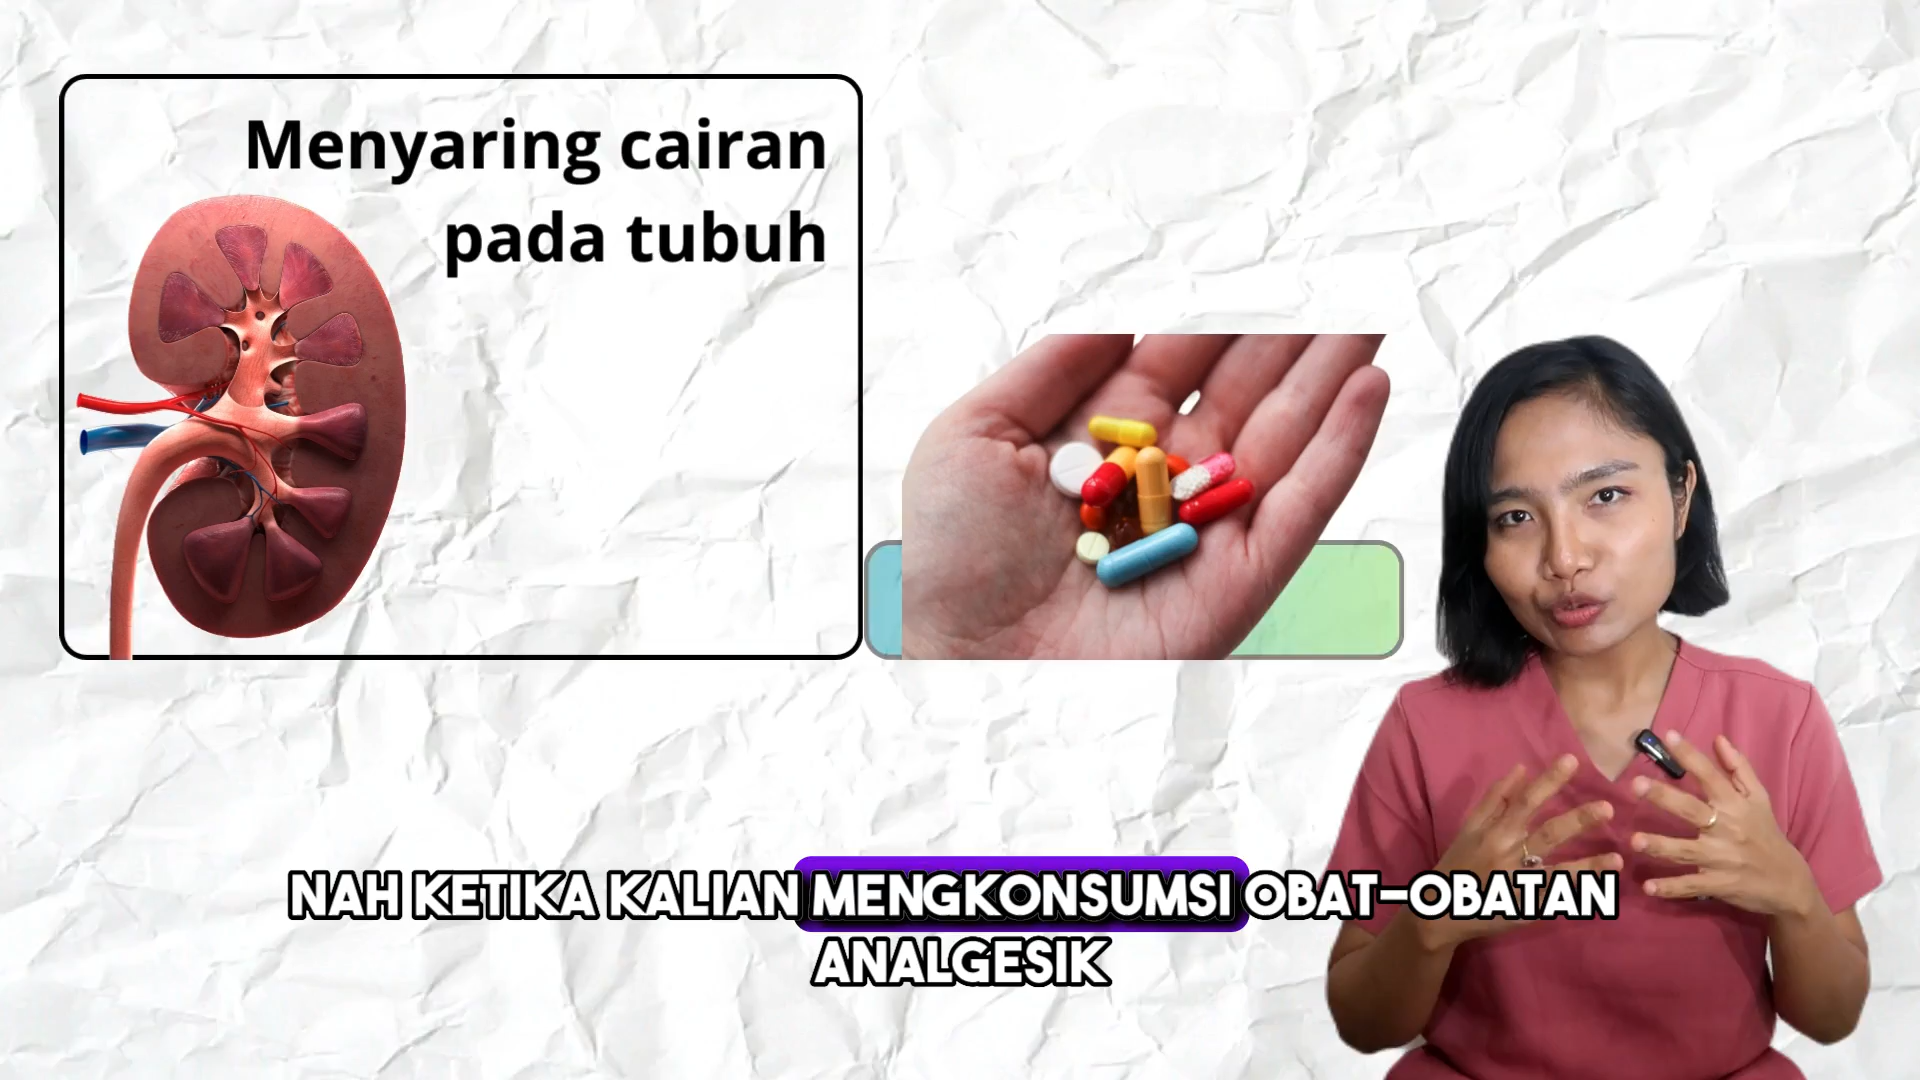 Menyaring cairan
pada tubuh
NAH KETIKA KALIAN MENGKONSUMSI OBAT-OBATAN
ANALGESIK